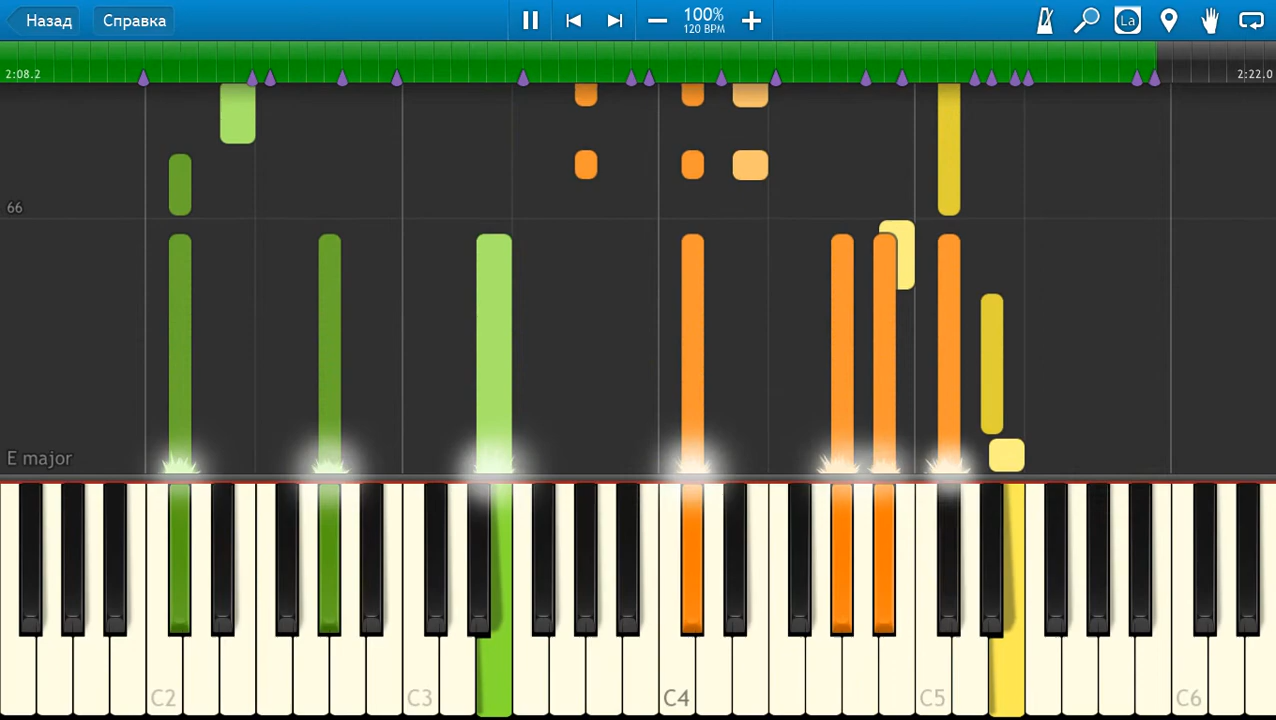 Назад
Справка
100%
120 BPM
La
2:08.2
2:22.0
66
E major
C2
C3
C4
C5
C6